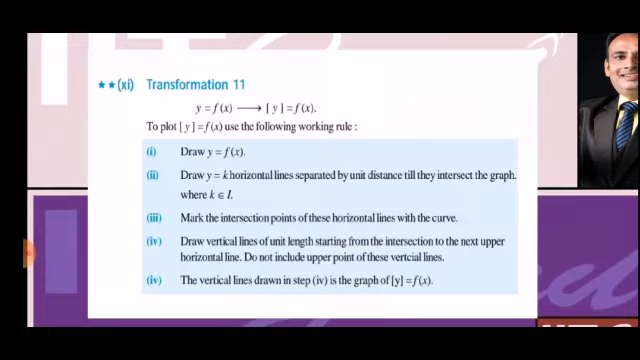 ★★(xi) Transformation 11
y = f(x) ⟶ [ y ] = f(x).
To plot [ y ] = f(x) use the following working rule :
(i) Draw y = f(x).
(ii) Draw y = k horizontal lines separated by unit distance till they intersect the graph,
where k ∈ I.
(iii) Mark the intersection points of these horizontal lines with the curve.
(iv) Draw vertical lines of unit length starting from the intersection to the next upper
horizontal line. Do not include upper point of these vertcial lines.
(iv) The vertical lines drawn in step (iv) is the graph of [y] = f(x).